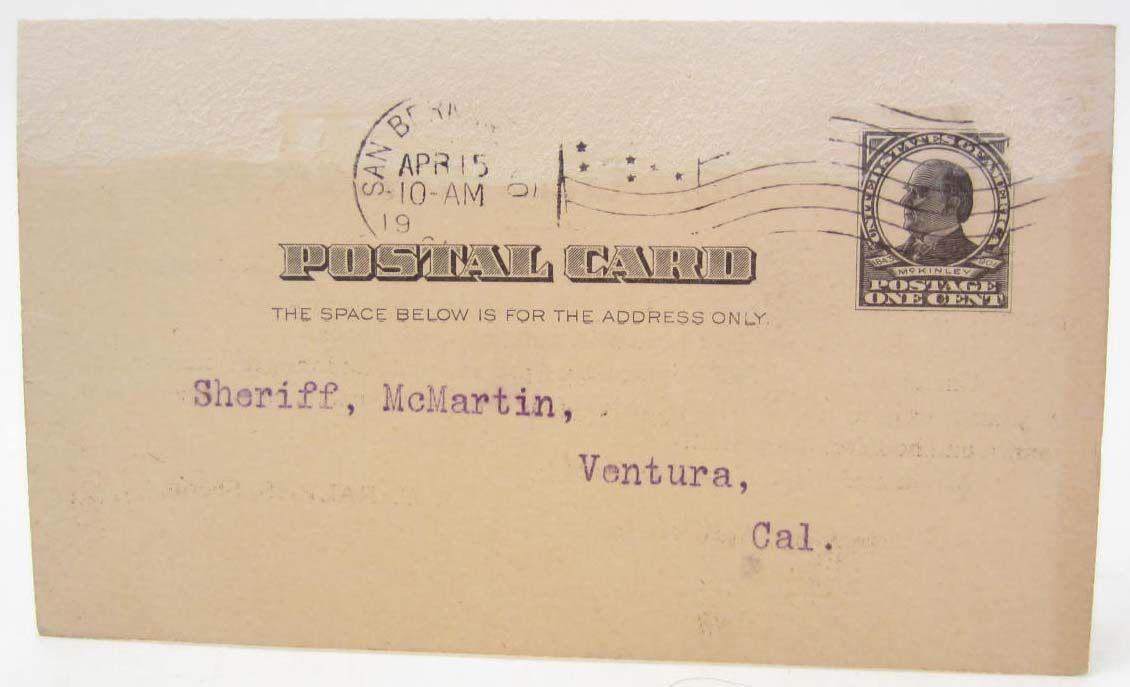 SAN BERNA
APR 15
10-AM
19
UNITED STATES OF AMERICA
1843 1901
McKINLEY
POSTAGE
ONE CENT
POSTAL CARD
THE SPACE BELOW IS FOR THE ADDRESS ONLY.
Sheriff, McMartin,
Ventura,
Cal.